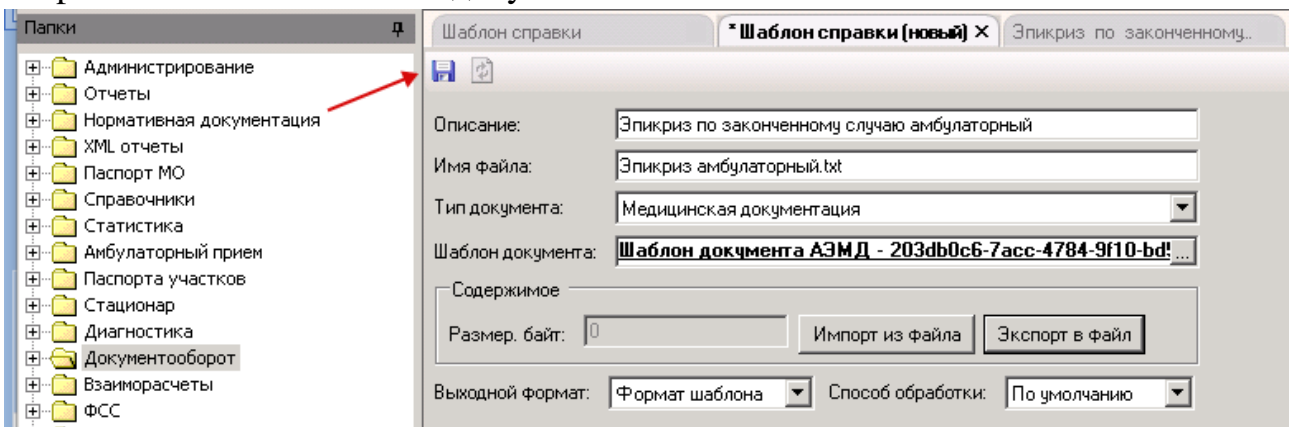 Папки
Администрирование
Отчеты
Нормативная документация
XML отчеты
Паспорт МО
Справочники
Статистика
Амбулаторный прием
Паспорта участков
Стационар
Диагностика
Документооборот
Взаиморасчеты
ФСС
Шаблон справки
* Шаблон справки (новый) X
Эпикриз по законченному..
Описание: Эпикриз по законченному случаю амбулаторный
Имя файла: Эпикриз амбулаторный.txt
Тип документа: Медицинская документация
Шаблон документа: Шаблон документа АЭМД - 203db0c6-7acc-4784-9f10-bd ...
Содержимое
Размер. байт: 0 Импорт из файла Экспорт в файл
Выходной формат: Формат шаблона Способ обработки: По умолчанию